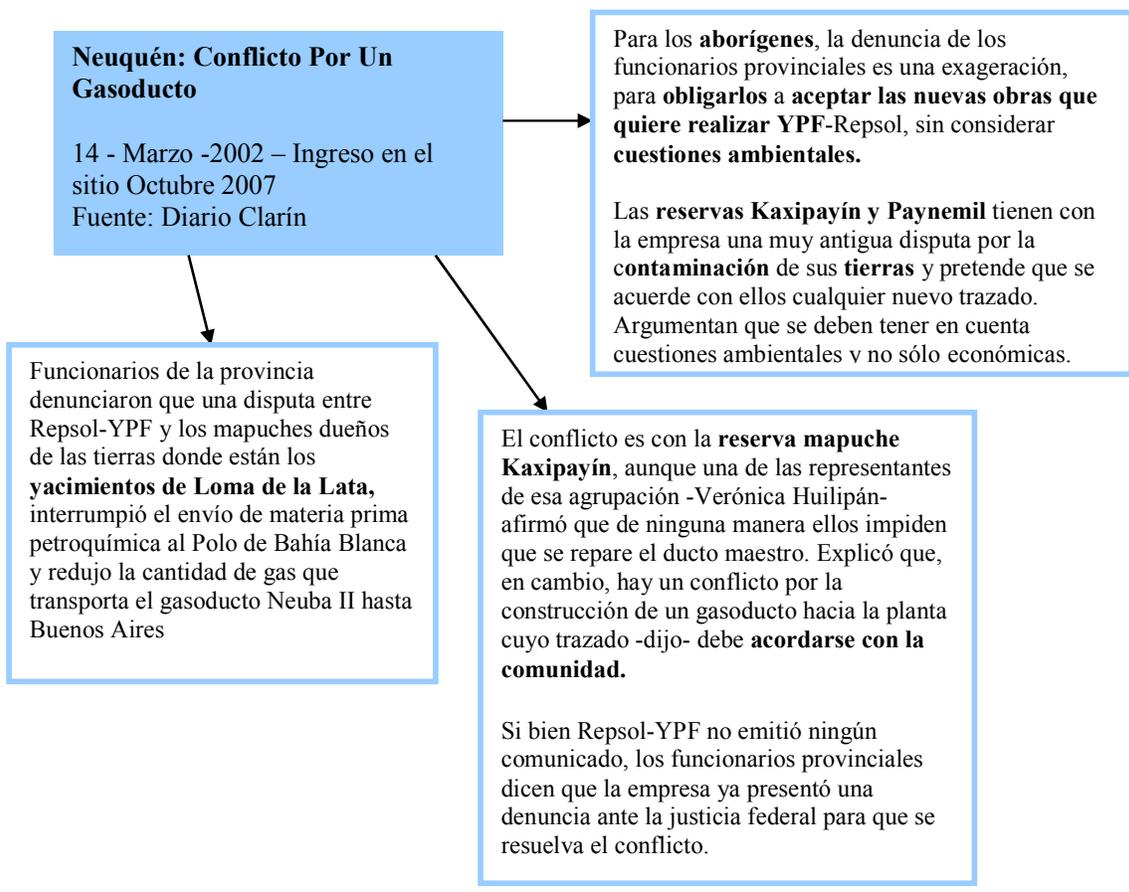 Neuquén: Conflicto Por Un
Gasoducto
14 - Marzo -2002 – Ingreso en el
sitio Octubre 2007
Fuente: Diario Clarín
Para los aborígenes, la denuncia de los
funcionarios provinciales es una exageración,
para obligarlos a aceptar las nuevas obras que
quiere realizar YPF-Repsol, sin considerar
cuestiones ambientales.
Las reservas Kaxipayín y Paynemil tienen con
la empresa una muy antigua disputa por la
contaminación de sus tierras y pretende que se
acuerde con ellos cualquier nuevo trazado.
Argumentan que se deben tener en cuenta
cuestiones ambientales y no sólo económicas.
Funcionarios de la provincia
denunciaron que una disputa entre
Repsol-YPF y los mapuches dueños
de las tierras donde están los
yacimientos de Loma de la Lata,
interrumpió el envío de materia prima
petroquímica al Polo de Bahía Blanca
y redujo la cantidad de gas que
transporta el gasoducto Neuba II hasta
Buenos Aires
El conflicto es con la reserva mapuche
Kaxipayín, aunque una de las representantes
de esa agrupación -Verónica Huilipán-
afirmó que de ninguna manera ellos impiden
que se repare el ducto maestro. Explicó que,
en cambio, hay un conflicto por la
construcción de un gasoducto hacia la planta
cuyo trazado -dijo- debe acordarse con la
comunidad.
Si bien Repsol-YPF no emitió ningún
comunicado, los funcionarios provinciales
dicen que la empresa ya presentó una
denuncia ante la justicia federal para que se
resuelva el conflicto.